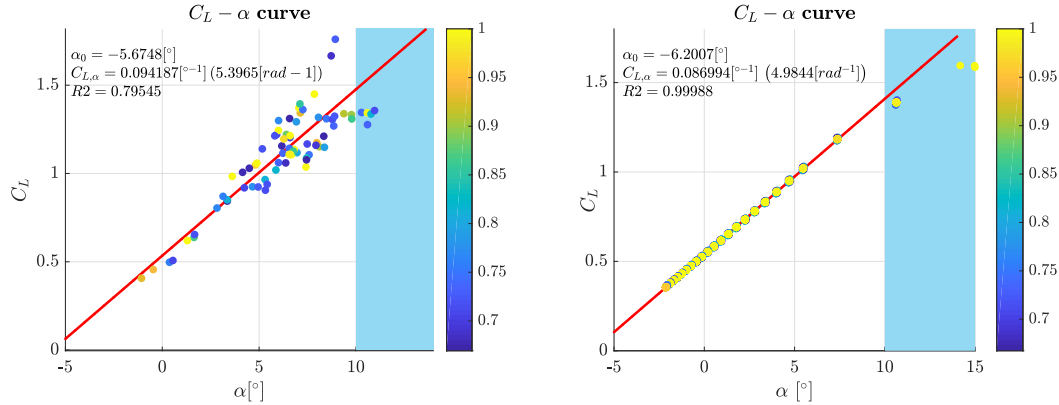 C_L − α curve
α_0 = −5.6748[°]
C_{L,α} = 0.094187[°⁻¹] (5.3965[rad − 1])
R2 = 0.79545
1.5
1
0.5
0
C_L
-5
0
5
10
α[°]
1
0.95
0.9
0.85
0.8
0.75
0.7
C_L − α curve
α_0 = −6.2007[°]
C_{L,α} = 0.086994[°⁻¹] (4.9844[rad⁻¹])
R2 = 0.99988
1.5
1
0.5
0
C_L
-5
0
5
10
15
α [°]
1
0.95
0.9
0.85
0.8
0.75
0.7